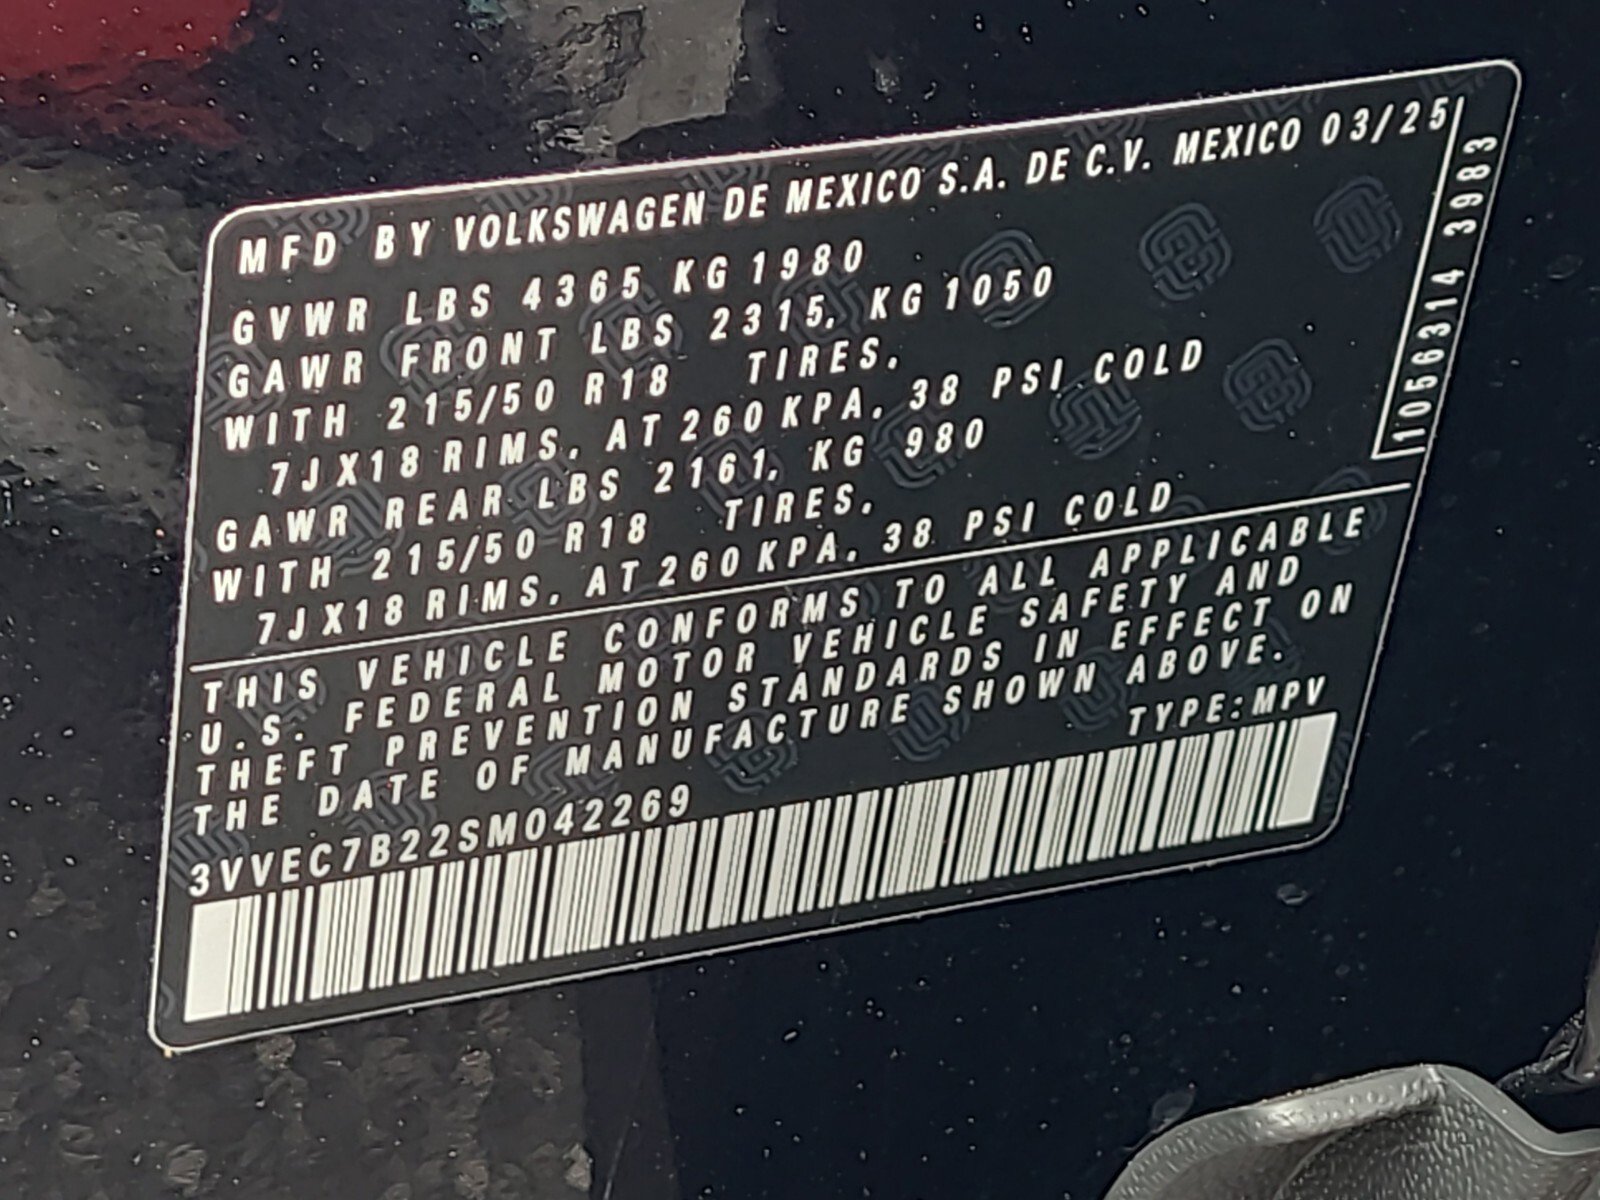 MFD BY VOLKSWAGEN DE MEXICO S.A. DE C.V. MEXICO 03/25
GVWR LBS 4365 KG 1980
GAWR FRONT LBS 2315, KG 1050
WITH 215/50 R18 TIRES,
7JX18 RIMS, AT 260 KPA, 38 PSI COLD
GAWR REAR LBS 2161, KG 980
WITH 215/50 R18 TIRES,
7JX18 RIMS, AT 260 KPA, 38 PSI COLD
1056314 3983
THIS VEHICLE CONFORMS TO ALL APPLICABLE
U.S. FEDERAL MOTOR VEHICLE SAFETY AND
THEFT PREVENTION STANDARDS IN EFFECT ON
THE DATE OF MANUFACTURE SHOWN ABOVE.
3VVEC7B22SM042269 TYPE:MPV